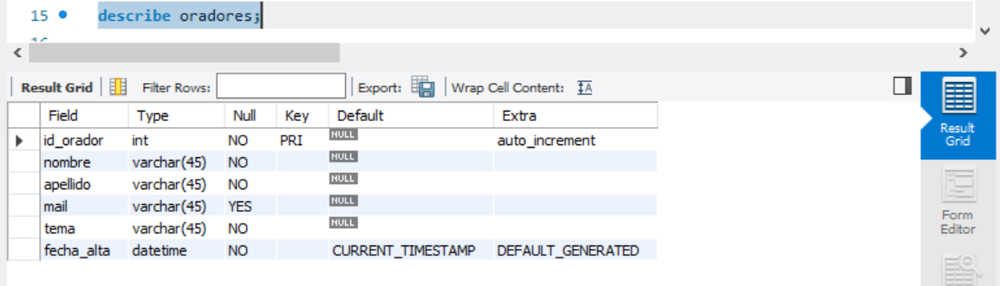 15 describe oradores;
Result Grid Filter Rows: Export: Wrap Cell Content:
Field Type Null Key Default Extra
id_orador int NO PRI NULL auto_increment
nombre varchar(45) NO NULL
apellido varchar(45) NO NULL
mail varchar(45) YES NULL
tema varchar(45) NO NULL
fecha_alta datetime NO CURRENT_TIMESTAMP DEFAULT_GENERATED
Result
Grid
Form
Editor